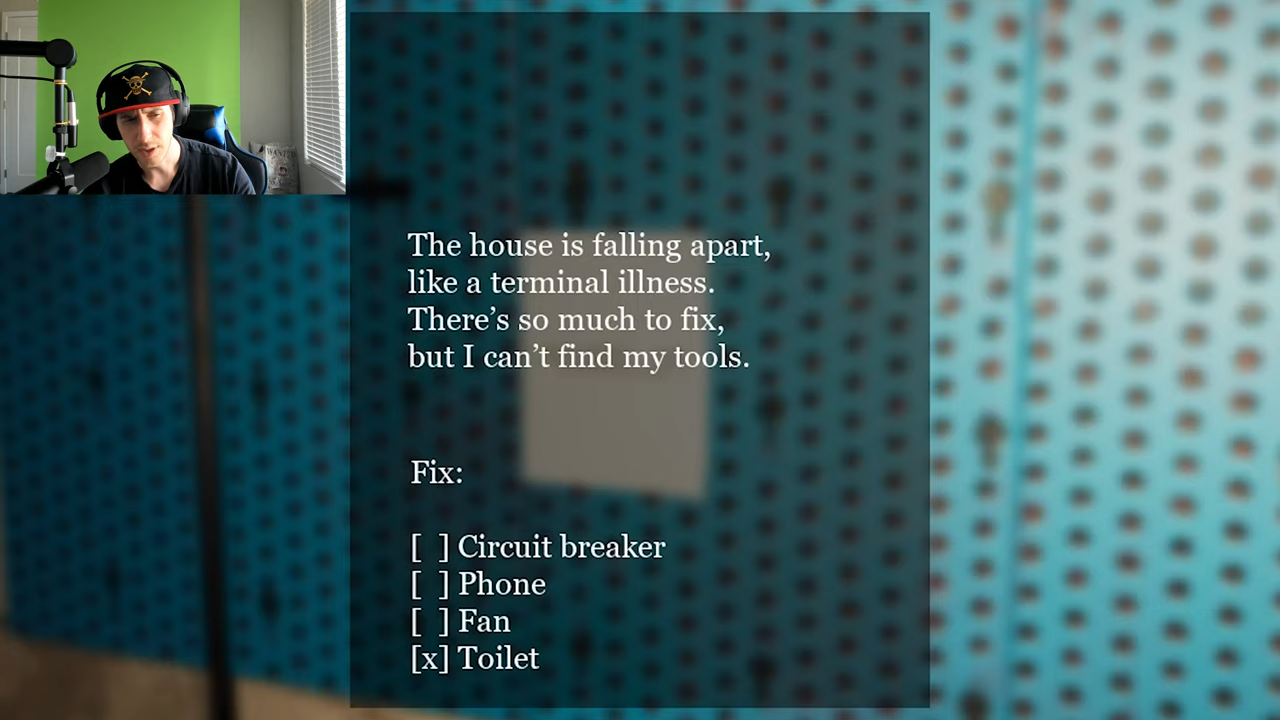 WANTED
The house is falling apart,
like a terminal illness.
There's so much to fix,
but I can't find my tools.
Fix:
[ ] Circuit breaker
[ ] Phone
[ ] Fan
[x] Toilet